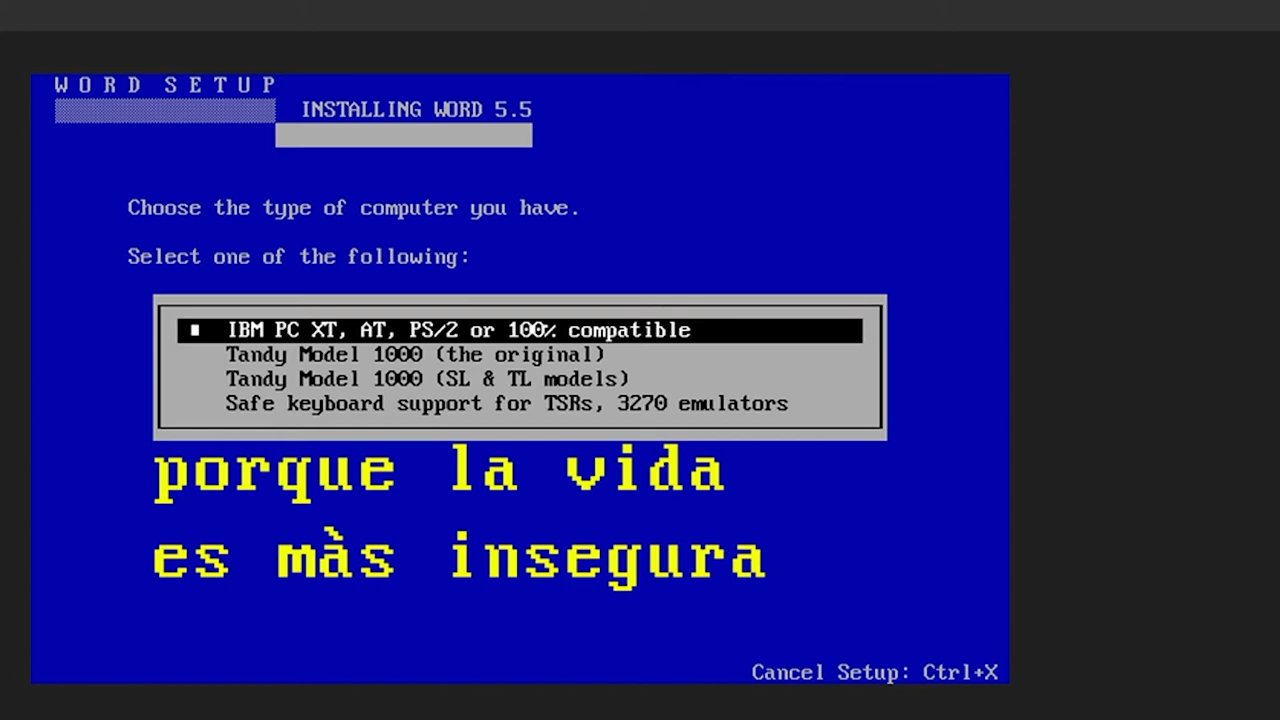 WORD SETUP
INSTALLING WORD 5.5
Choose the type of computer you have.
Select one of the following:
IBM PC XT, AT, PS/2 or 100% compatible
Tandy Model 1000 (the original)
Tandy Model 1000 (SL & TL models)
Safe keyboard support for TSRs, 3270 emulators
porque la vida
es màs insegura
Cancel Setup: Ctrl+X